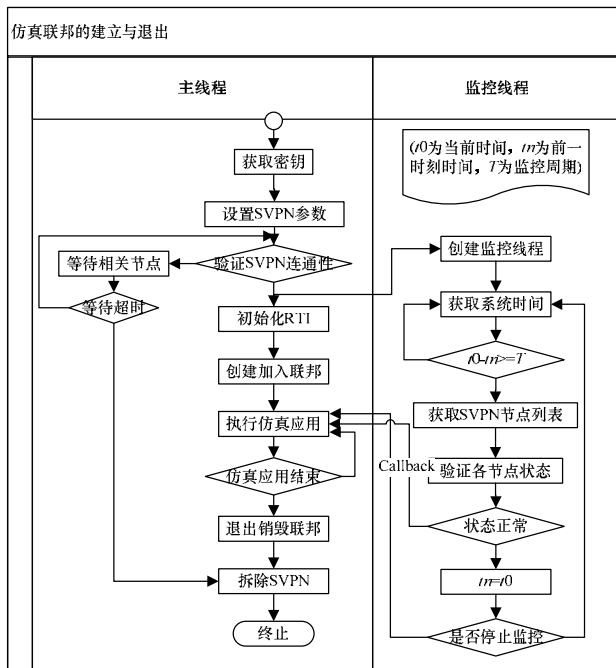 仿真联邦的建立与退出
主线程
监控线程
获取密钥
设置SVPN参数
验证SVPN连通性
等待相关节点
等待超时
初始化RTI
创建加入联邦
执行仿真应用
仿真应用结束
退出销毁联邦
拆除SVPN
终止
(t0为当前时间，tn为前一
时刻时间，T为监控周期)
创建监控线程
获取系统时间
t0-tn>=T
获取SVPN节点列表
Callback
验证各节点状态
状态正常
tn=t0
是否停止监控